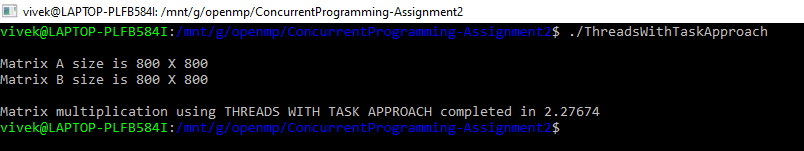 vivek@LAPTOP-PLFB584I: /mnt/g/openmp/ConcurrentProgramming-Assignment2
vivek@LAPTOP-PLFB584I:/mnt/g/openmp/ConcurrentProgramming-Assignment2$ ./ThreadsWithTaskApproach
Matrix A size is 800 X 800
Matrix B size is 800 X 800
Matrix multiplication using THREADS WITH TASK APPROACH completed in 2.27674
vivek@LAPTOP-PLFB584I:/mnt/g/openmp/ConcurrentProgramming-Assignment2$